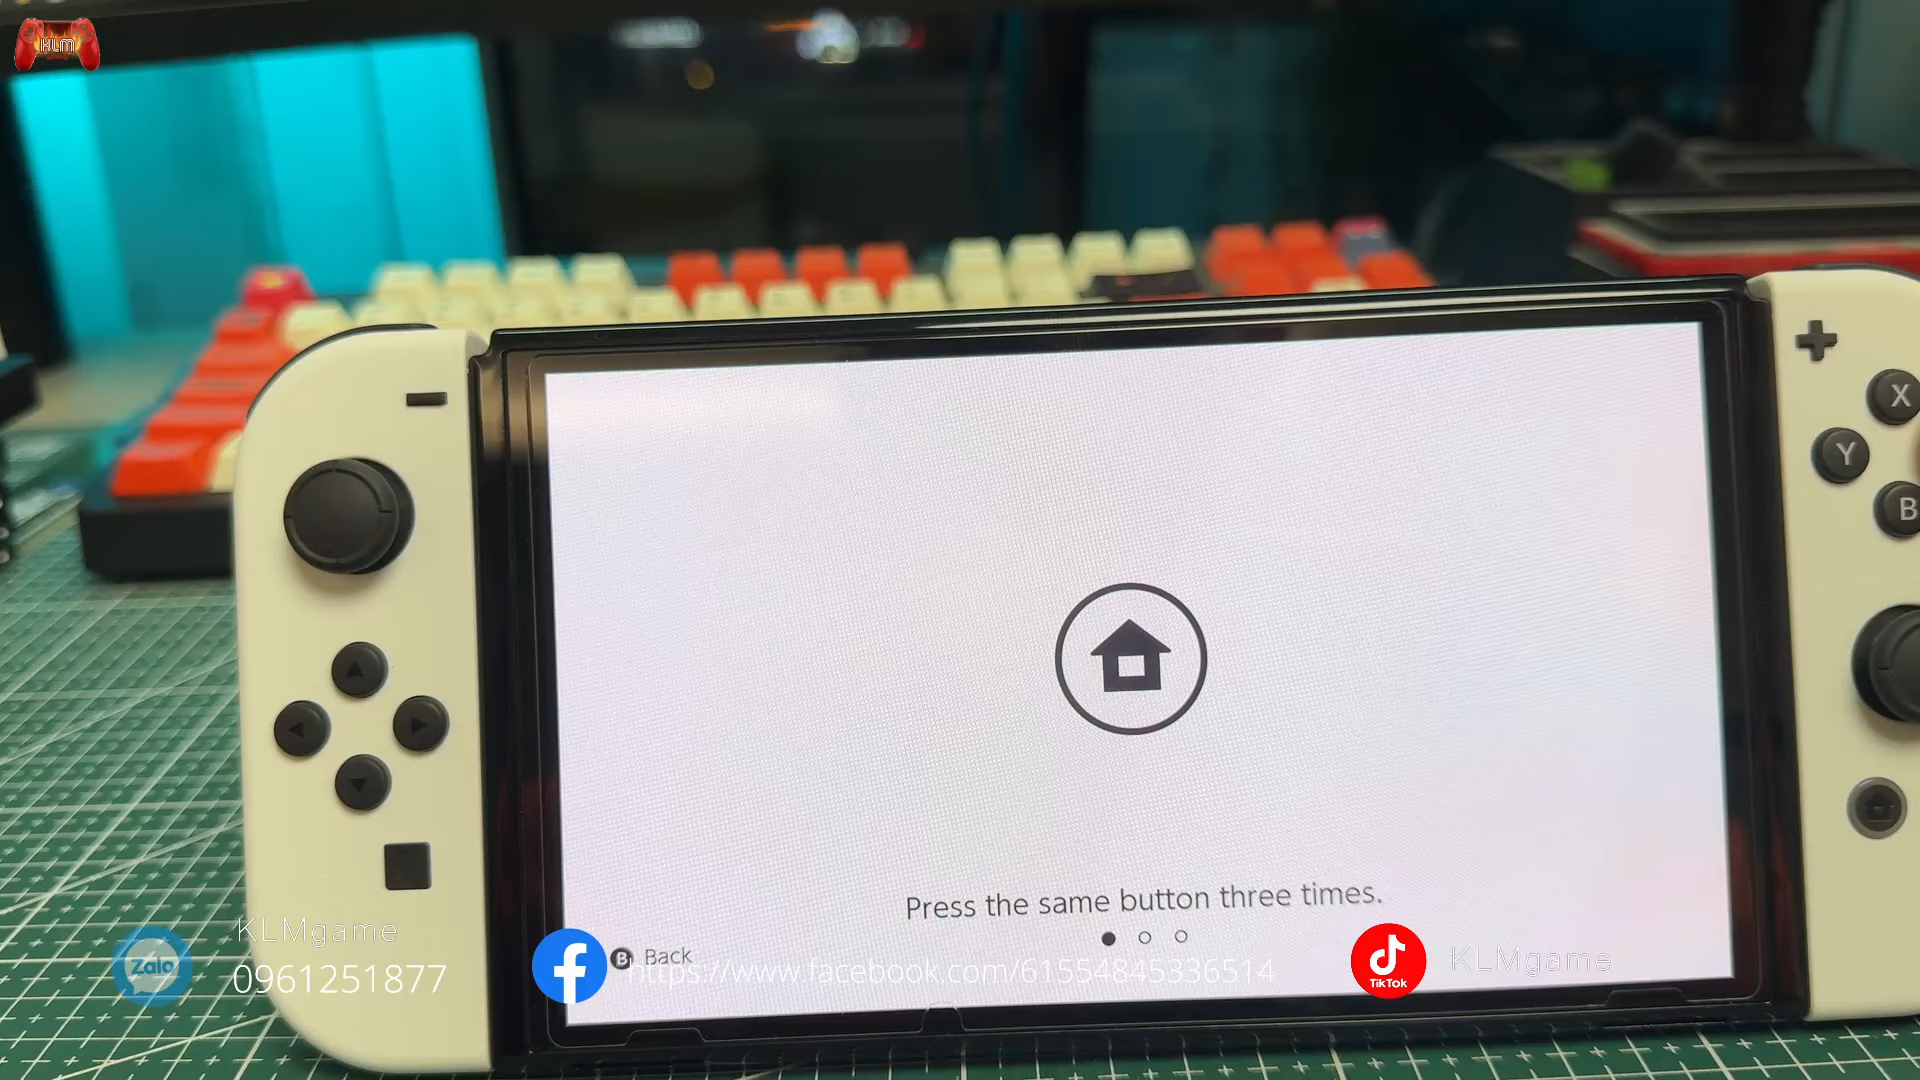 KLM
X
Y
B
Press the same button three times.
B Back
KLMgame
Zalo
0961251877
https://www.facebook.com/61554845336514
TikTok
KLMgame